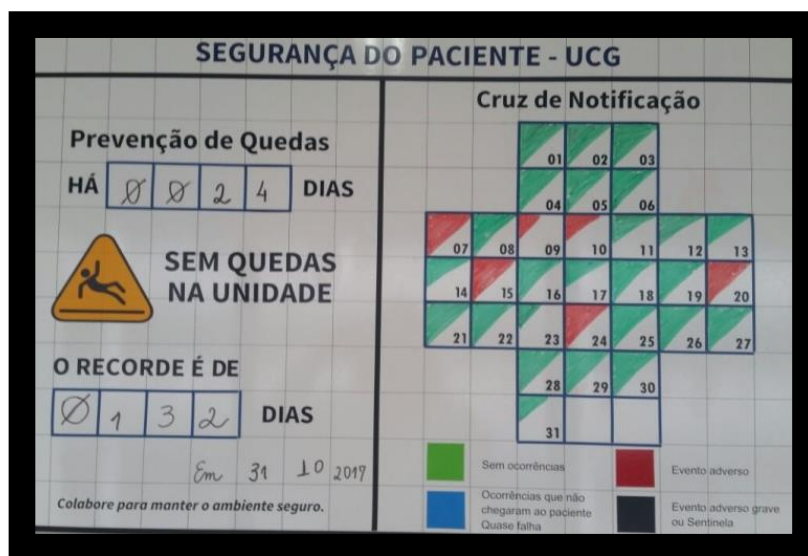 SEGURANÇA DO PACIENTE - UCG
Prevenção de Quedas
HÁ 0 0 2 4 DIAS
SEM QUEDAS
NA UNIDADE
O RECORDE É DE
0 1 3 2 DIAS
Em 31 10 2017
Colabore para manter o ambiente seguro.
Cruz de Notificação
01 02 03
04 05 06
07 08 09 10 11 12 13
14 15 16 17 18 19 20
21 22 23 24 25 26 27
28 29 30
31
Sem ocorrências
Evento adverso
Ocorrências que não
chegaram ao paciente
Quase falha
Evento adverso grave
ou Sentinela